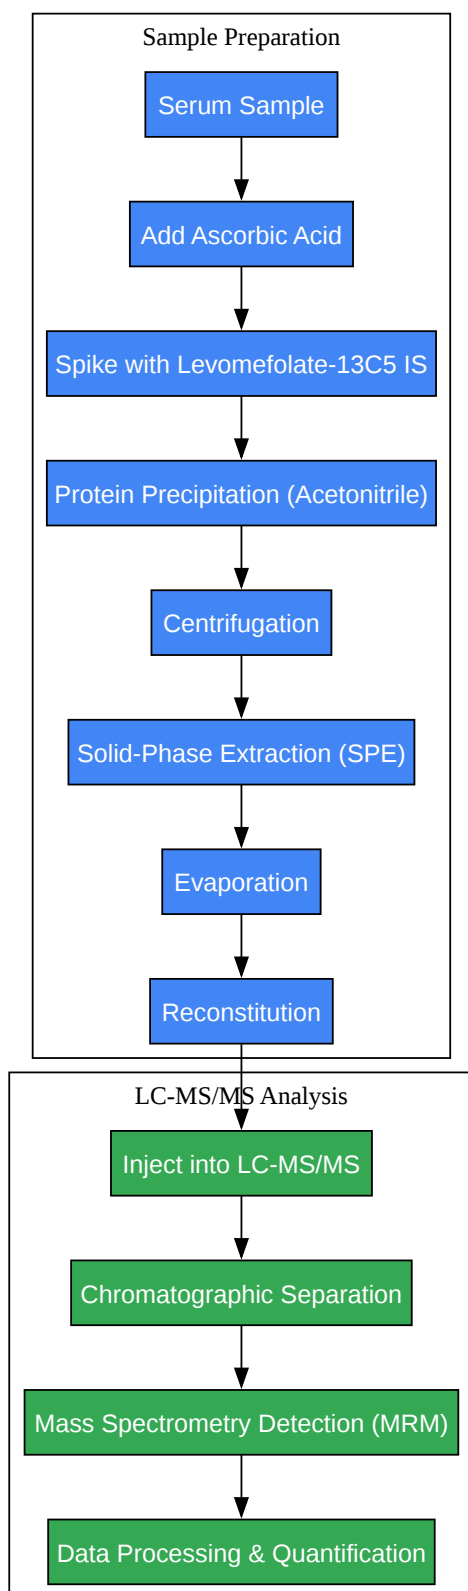 Sample Preparation
Serum Sample
Add Ascorbic Acid
Spike with Levomefolate-13C5 IS
Protein Precipitation (Acetonitrile)
Centrifugation
Solid-Phase Extraction (SPE)
Evaporation
Reconstitution
LC-MS/MS Analysis
Inject into LC-MS/MS
Chromatographic Separation
Mass Spectrometry Detection (MRM)
Data Processing & Quantification